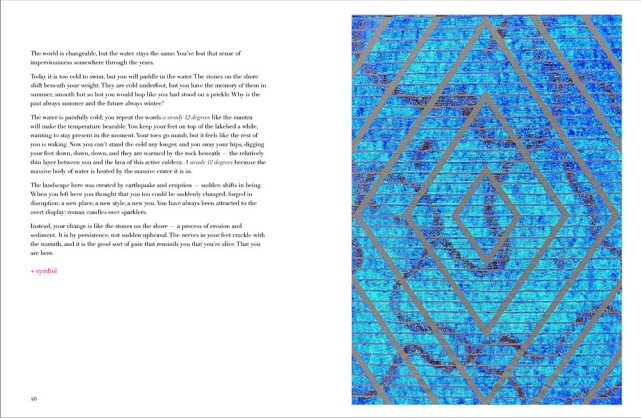 The world is changeable, but the water stays the same. You've lost that sense of
imperviousness somewhere through the years.
Today it is too cold to swim, but you will paddle in the water. The stones on the shore
shift beneath your weight. They are cold underfoot, but you have the memory of them in
summer, smooth but so hot you would hop like you had stood on a prickle. Why is the
past always summer and the future always winter?
The water is painfully cold; you repeat the words a steady 12 degrees like the mantra
will make the temperature bearable. You keep your feet on top of the lakebed a while,
wanting to stay present in the moment. Your toes go numb, but it feels like the rest of
you is waking. Now you can't stand the cold any longer, and you sway your hips, digging
your feet down, down, down, and they are warmed by the rock beneath — the relatively
thin layer between you and the lava of this active caldera. A steady 12 degrees because the
massive body of water is heated by the massive crater it is in.
The landscape here was created by earthquake and eruption — sudden shifts in being.
When you left here you thought that you too could be suddenly changed, forged in
disruption: a new place, a new style, a new you. You have always been attracted to the
overt display: roman candles over sparklers.
Instead, your change is like the stones on the shore — a process of erosion and
sediment. It is by persistence, not sudden upheaval. The nerves in your feet crackle with
the warmth, and it is the good sort of pain that reminds you that you're alive. That you
are here.
+ symbol
40